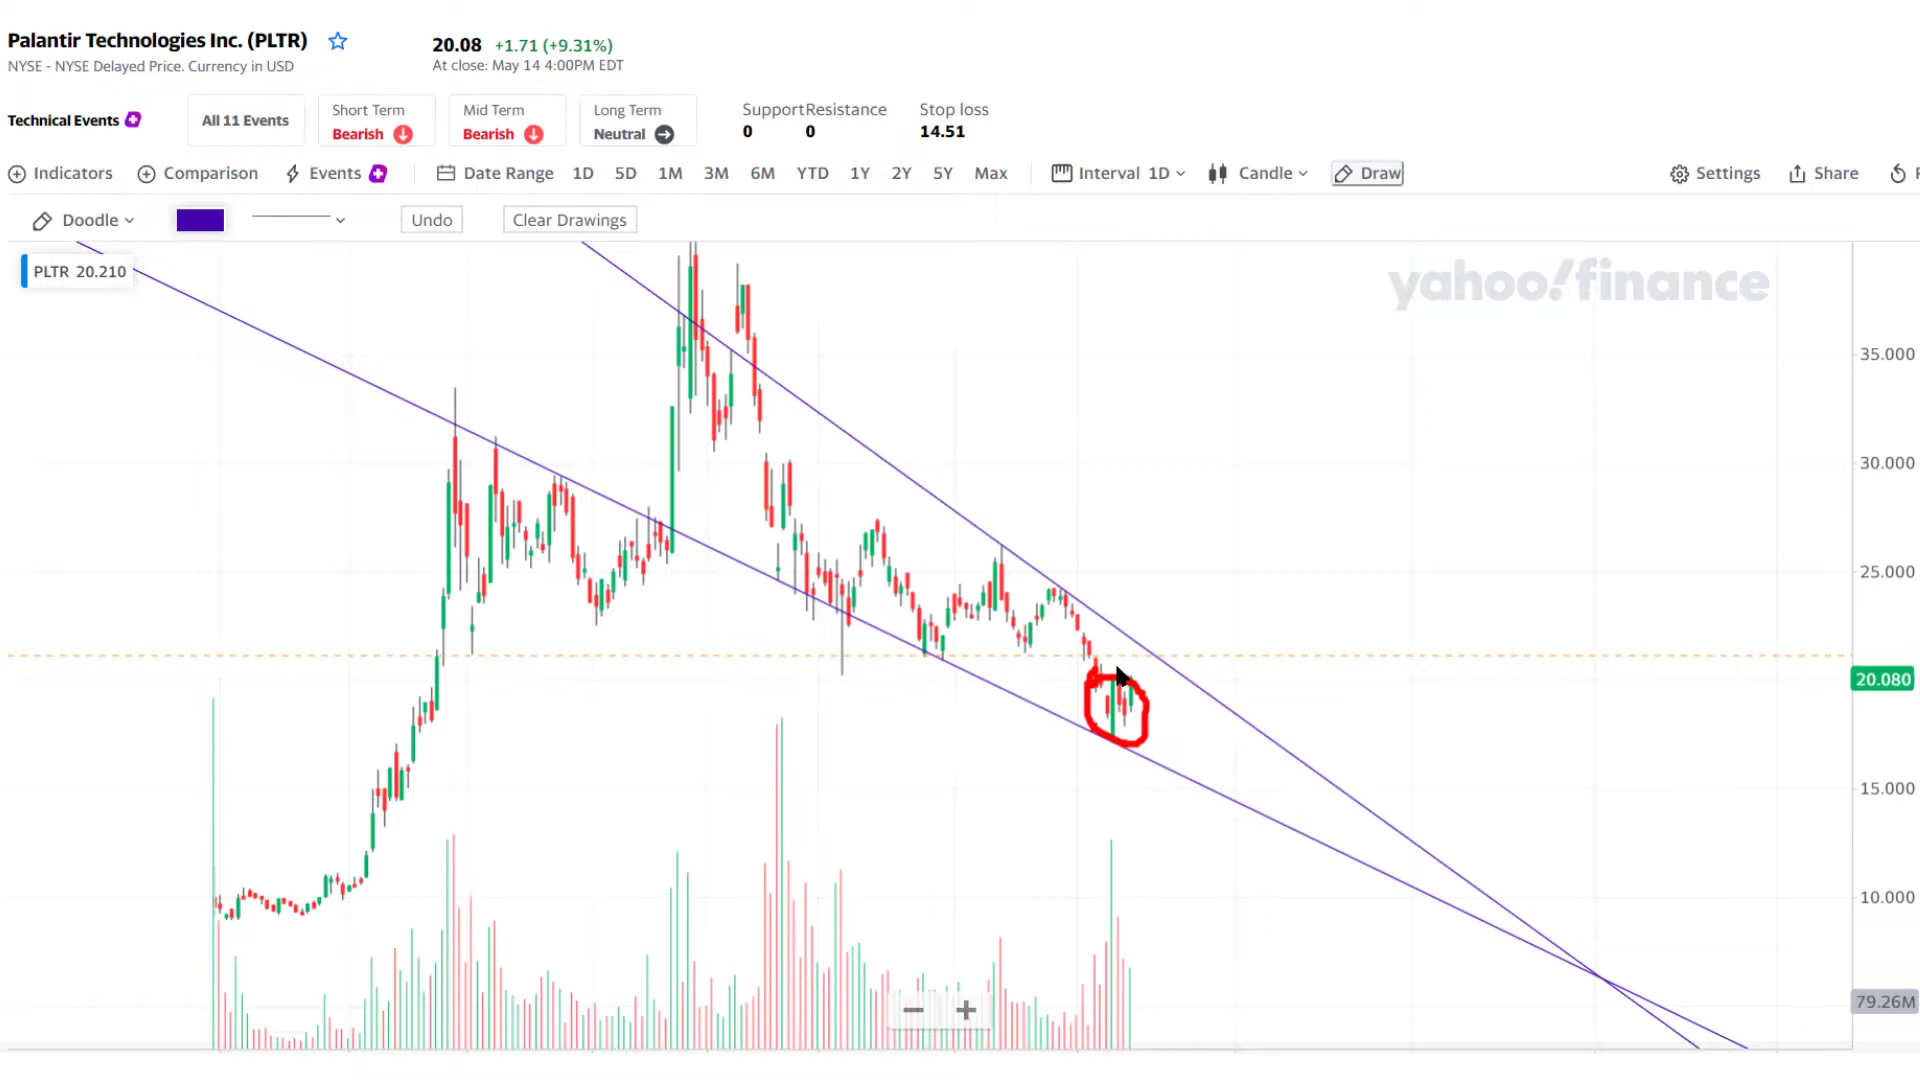 Palantir Technologies Inc. (PLTR)
20.08 +1.71 (+9.31%)
NYSE - NYSE Delayed Price. Currency in USD
At close: May 14 4:00PM EDT
Technical Events
All 11 Events
Short Term
Bearish
Mid Term
Bearish
Long Term
Neutral
Support
0
Resistance
0
Stop loss
14.51
Indicators Comparison Events Date Range 1D 5D 1M 3M 6M YTD 1Y 2Y 5Y Max Interval 1D Candle Draw Settings Share
Doodle Undo Clear Drawings
PLTR 20.210
yahoo!finance
35.000
30.000
25.000
20.080
15.000
10.000
79.26M